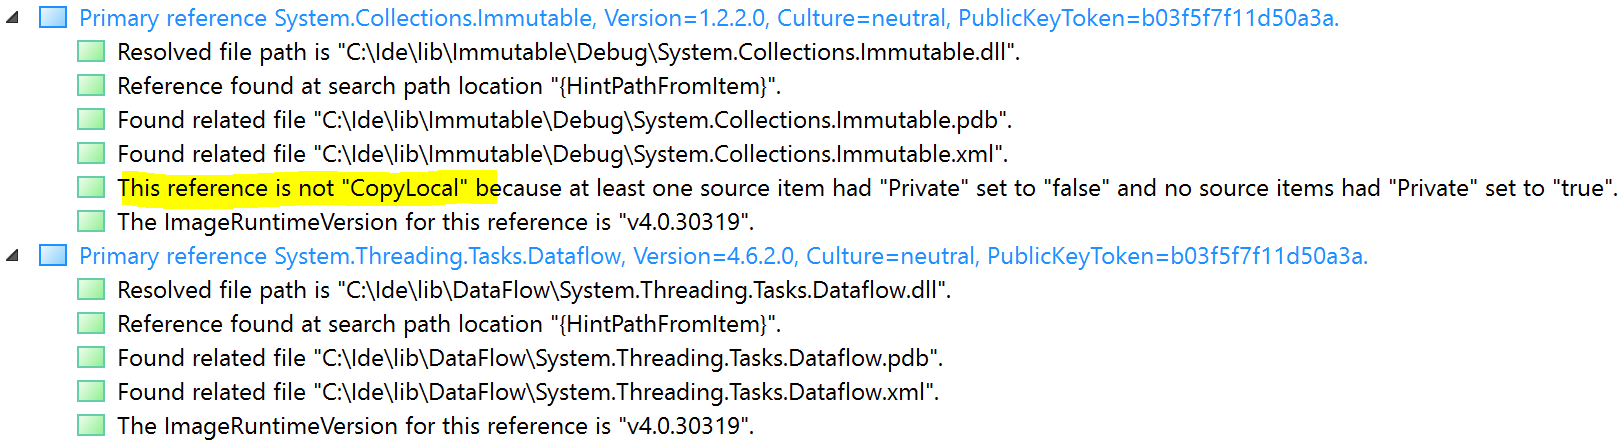 Primary reference System.Collections.Immutable, Version=1.2.2.0, Culture=neutral, PublicKeyToken=b03f5f7f11d50a3a.
Resolved file path is "C:\Ide\lib\Immutable\Debug\System.Collections.Immutable.dll".
Reference found at search path location "{HintPathFromItem}".
Found related file "C:\Ide\lib\Immutable\Debug\System.Collections.Immutable.pdb".
Found related file "C:\Ide\lib\Immutable\Debug\System.Collections.Immutable.xml".
This reference is not "CopyLocal" because at least one source item had "Private" set to "false" and no source items had "Private" set to "true".
The ImageRuntimeVersion for this reference is "v4.0.30319".
Primary reference System.Threading.Tasks.Dataflow, Version=4.6.2.0, Culture=neutral, PublicKeyToken=b03f5f7f11d50a3a.
Resolved file path is "C:\Ide\lib\DataFlow\System.Threading.Tasks.Dataflow.dll".
Reference found at search path location "{HintPathFromItem}".
Found related file "C:\Ide\lib\DataFlow\System.Threading.Tasks.Dataflow.pdb".
Found related file "C:\Ide\lib\DataFlow\System.Threading.Tasks.Dataflow.xml".
The ImageRuntimeVersion for this reference is "v4.0.30319".